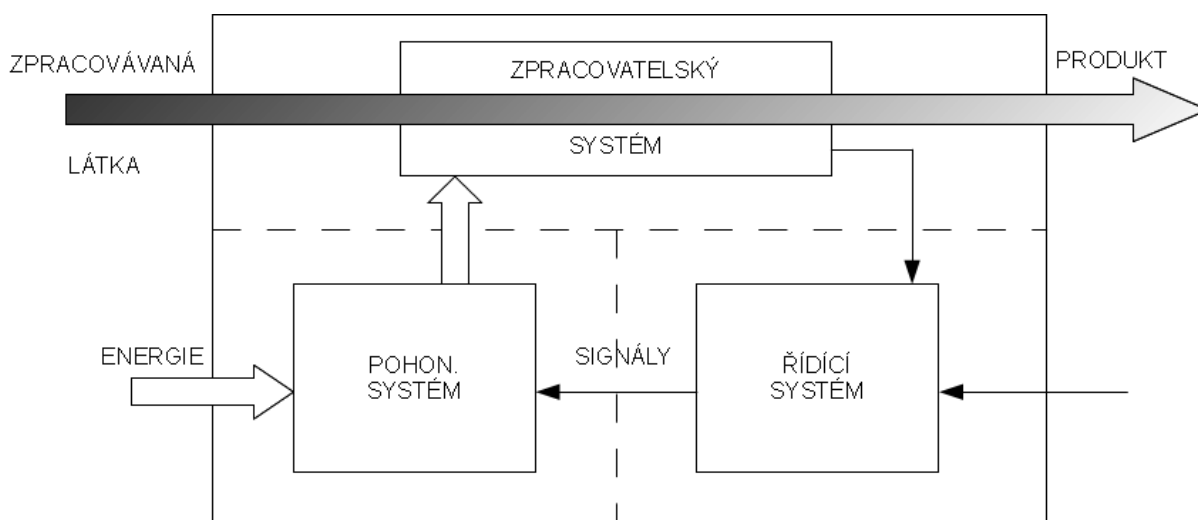 ZPRACOVÁVANÁ
LÁTKA
ZPRACOVATELSKÝ
SYSTÉM
PRODUKT
ENERGIE
POHON.
SYSTÉM
SIGNÁLY
ŘÍDÍCÍ
SYSTÉM